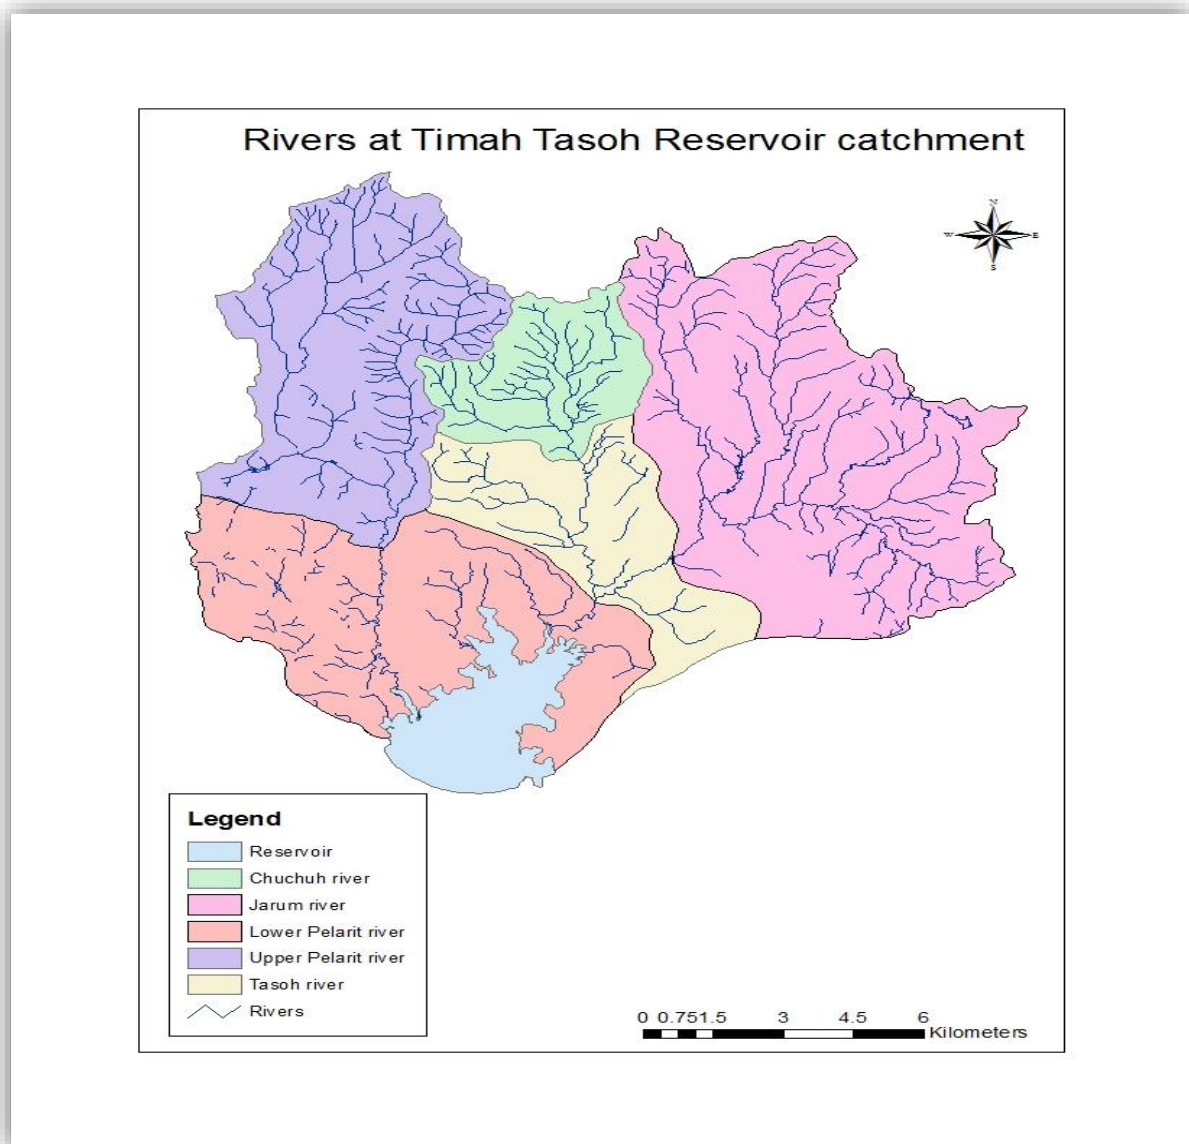 Rivers at Timah Tasoh Reservoir catchment
N
W E
S
Legend
Reservoir
Chuchuh river
Jarum river
Lower Pelarit river
Upper Pelarit river
Tasoh river
Rivers
0 0.751.5 3 4.5 6
Kilometers